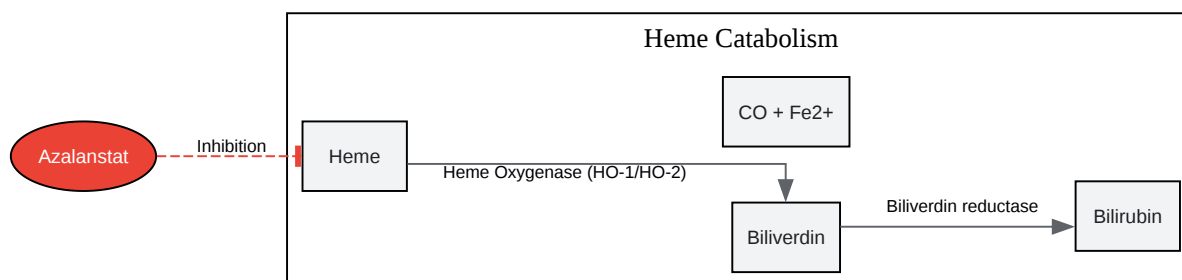 Heme Catabolism
CO + Fe2+
Azalanstat
Inhibition
Heme
Heme Oxygenase (HO-1/HO-2)
Biliverdin
Biliverdin reductase
Bilirubin